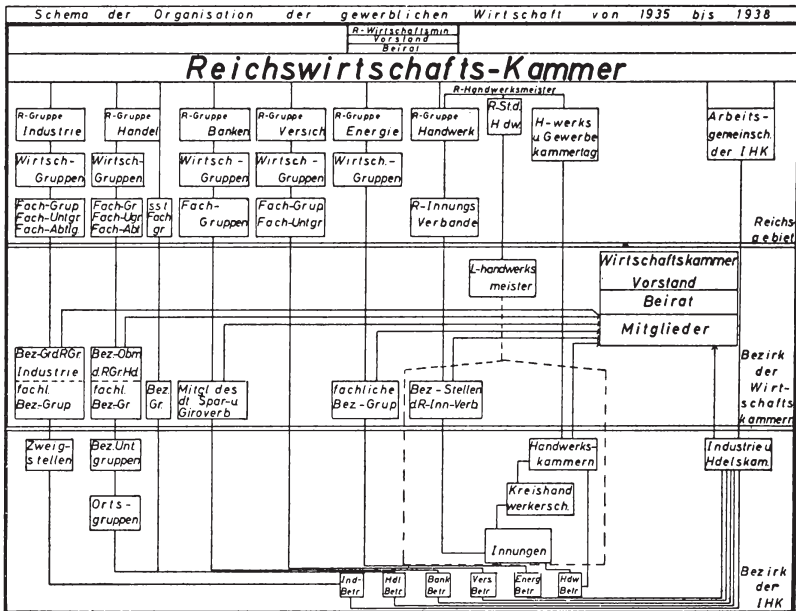 Schema der Organisation der gewerblichen Wirtschaft von 1935 bis 1938
R-Wirtschaftsmin
Vorstand
Beirat
Reichswirtschafts-Kammer
R-Handwerksmeister
R-Gruppe
Industrie
R-Gruppe
Handel
R-Gruppe
Banken
R-Gruppe
Versich
R-Gruppe
Energie
R-Gruppe
Handwerk
R-St.d.
Hdw
H-werks
u Gewerbe
kammertag
Arbeits-
gemeinsch.
der IHK
Wirtsch-
Gruppen
Wirtsch-
Gruppen
Wirtsch-
Gruppen
Wirtsch-
Gruppen
Wirtsch.-
Gruppen
Fach-Grup
Fach-Untgr
Fach-Abtlg
Fach-Gr
Fach-Ugr
Fach-Abt
sst
Fach
gr
Fach-
Gruppen
Fach-Grup
Fach-Untgr
R-Innungs
Verbande
Reichs-
gebiet
L-handwerks
meister
Wirtschaftskammer
Vorstand
Beirat
Mitglieder
Bez-GrdRGr.
Industrie
fachl.
Bez-Grup
Bez-Obm
d.RGrHd.
fachl.
Bez-Gr
Bez
Gr.
Mitgl des
dt Spar-u
Giroverb
fachliche
Bez-Grup
Bez-Stellen
dR-Inn-Verb.
Bezirk
der
Wirt-
schafts
kammern
Zweig-
stellen
Bez.Unt
gruppen
Handwerks-
kammern
Industrie u
Hdelskam.
Orts-
gruppen
Kreishand
werkersch.
Innungen
Ind-
Betr
Hdl
Betr
Bank
Betr
Vers
Betr
Energ
Betr
Hdw
Betr
Bezirk
der
IHK